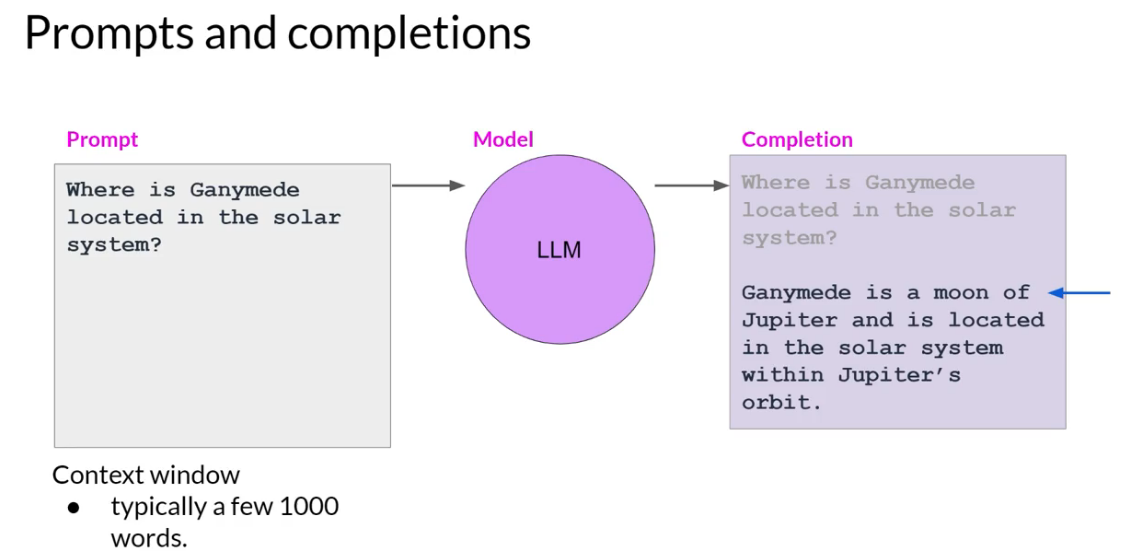 Prompts and completions
Prompt
Where is Ganymede
located in the solar
system?
Context window
● typically a few 1000
words.
Model
LLM
Completion
Where is Ganymede
located in the solar
system?
Ganymede is a moon of
Jupiter and is located
in the solar system
within Jupiter’s
orbit.